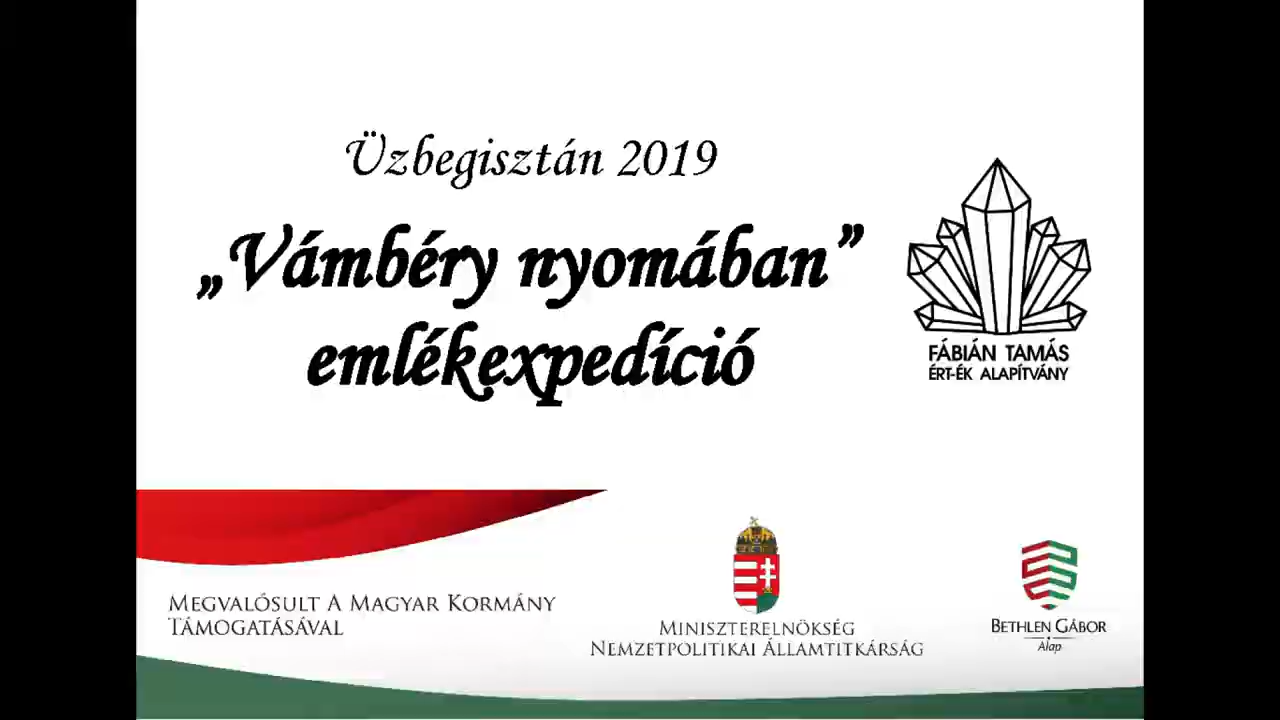 Üzbegisztán 2019
„Vámbéry nyomában”
emlékexpedíció
FÁBIÁN TAMÁS
ÉRT-ÉK ALAPÍTVÁNY
MEGVALÓSULT A MAGYAR KORMÁNY
TÁMOGATÁSÁVAL
MINISZTERELNÖKSÉG
NEMZETPOLITIKAI ÁLLAMTITKÁRSÁG
BETHLEN GÁBOR
Alap